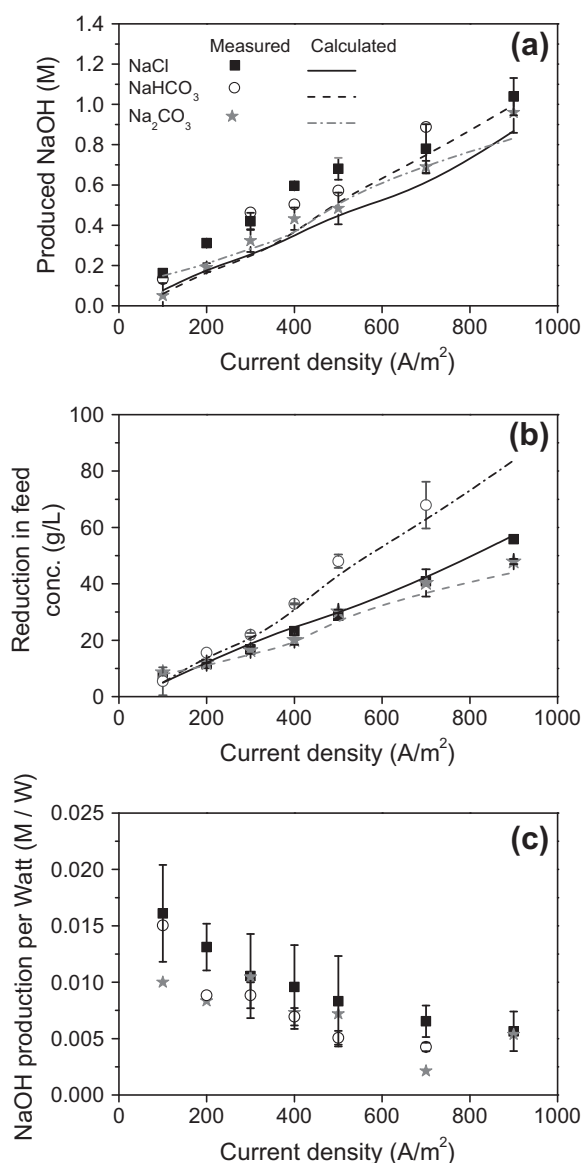 (a)
Measured Calculated
NaCl
NaHCO₃
Na₂CO₃
1.4
1.2
1.0
0.8
0.6
0.4
0.2
0.0
Produced NaOH (M)
0 200 400 600 800 1000
Current density (A/m²)
(b)
100
80
60
40
20
0
Reduction in feed
conc. (g/L)
0 200 400 600 800 1000
Current density (A/m²)
(c)
0.025
0.020
0.015
0.010
0.005
0.000
NaOH production per Watt (M / W)
0 200 400 600 800 1000
Current density (A/m²)